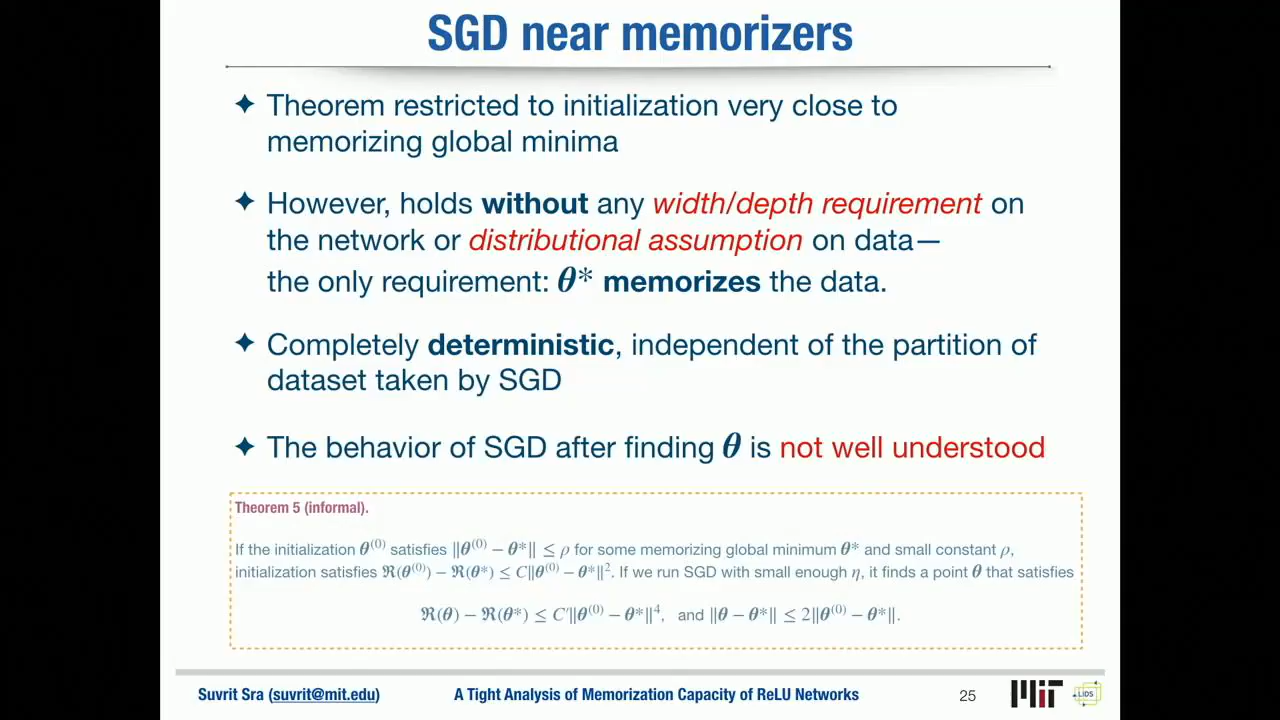 SGD near memorizers
✦ Theorem restricted to initialization very close to
memorizing global minima
✦ However, holds without any width/depth requirement on
the network or distributional assumption on data—
the only requirement: θ* memorizes the data.
✦ Completely deterministic, independent of the partition of
dataset taken by SGD
✦ The behavior of SGD after finding θ is not well understood
Theorem 5 (informal).
If the initialization θ⁽⁰⁾ satisfies ‖θ⁽⁰⁾ − θ*‖ ≤ ρ for some memorizing global minimum θ* and small constant ρ,
initialization satisfies ℜ(θ⁽⁰⁾) − ℜ(θ*) ≤ C‖θ⁽⁰⁾ − θ*‖². If we run SGD with small enough η, it finds a point θ that satisfies
ℜ(θ) − ℜ(θ*) ≤ C′‖θ⁽⁰⁾ − θ*‖⁴, and ‖θ − θ*‖ ≤ 2‖θ⁽⁰⁾ − θ*‖.
Suvrit Sra (suvrit@mit.edu) A Tight Analysis of Memorization Capacity of ReLU Networks 25 MIT LIDS